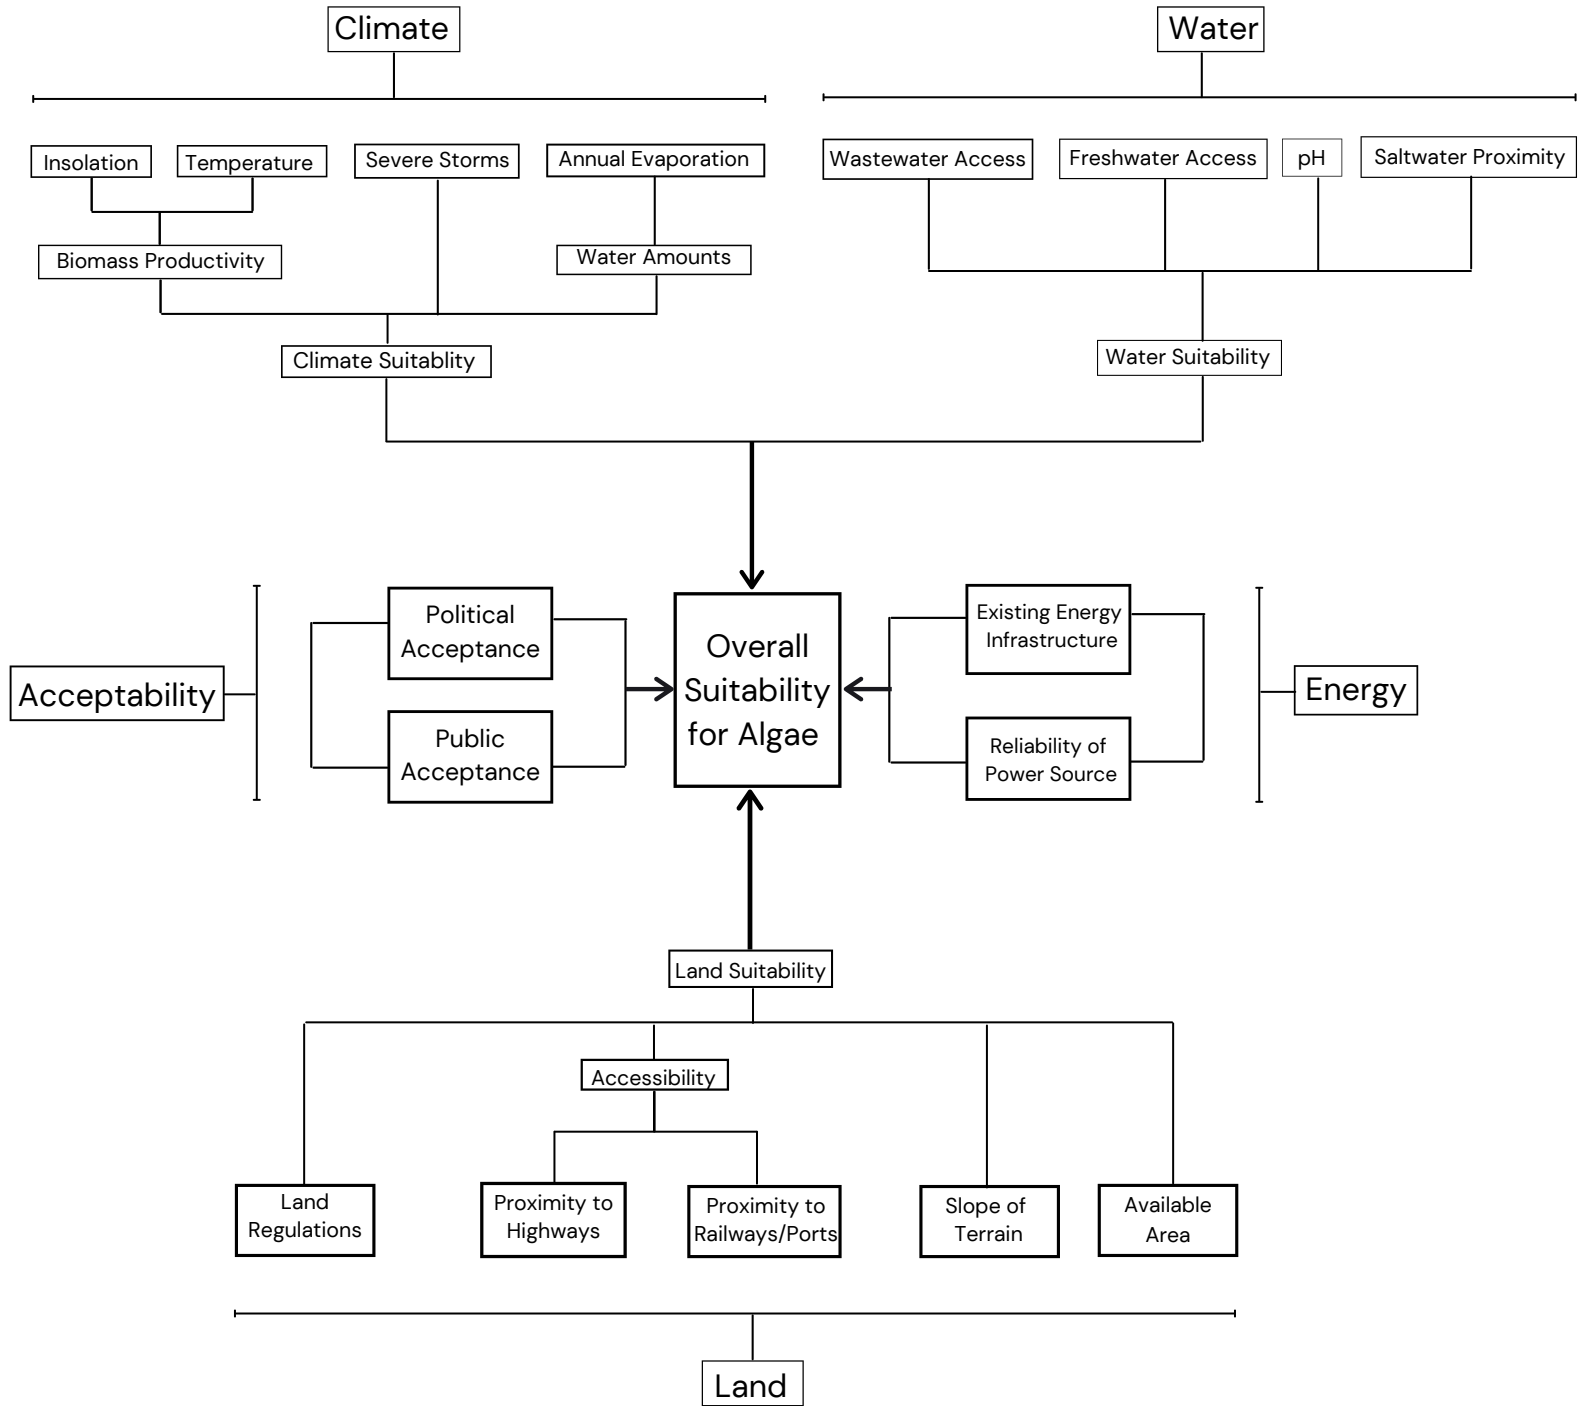 Climate
Water
Insolation
Temperature
Severe Storms
Annual Evaporation
Wastewater Access
Freshwater Access
pH
Saltwater Proximity
Biomass Productivity
Water Amounts
Climate Suitablity
Water Suitability
Acceptability
Political
Acceptance
Public
Acceptance
Overall
Suitability
for Algae
Existing Energy
Infrastructure
Reliability of
Power Source
Energy
Land Suitability
Accessibility
Land
Regulations
Proximity to
Highways
Proximity to
Railways/Ports
Slope of
Terrain
Available
Area
Land